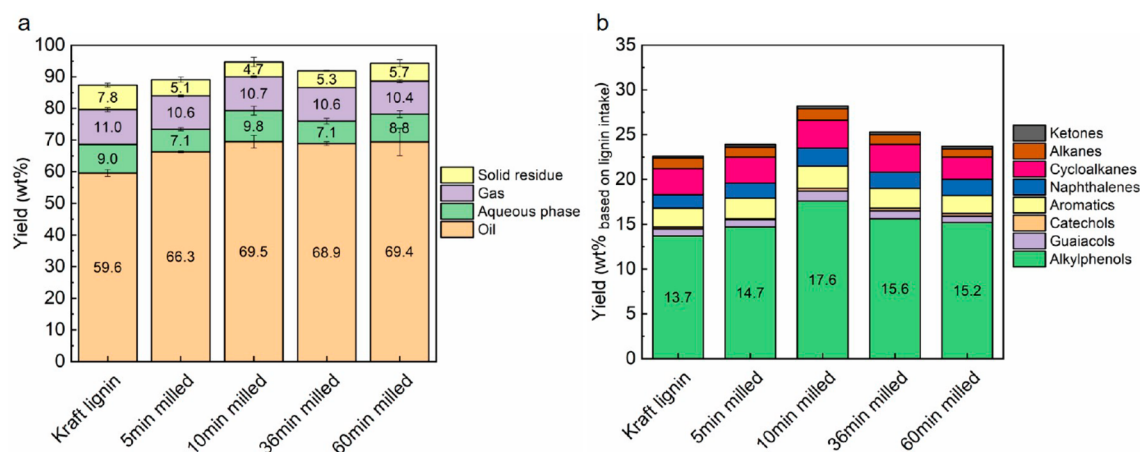 a
100
90
80
70
60
50
40
30
20
10
0
Yield (wt%)
7.8
11.0
9.0
59.6
5.1
10.6
7.1
66.3
4.7
10.7
9.8
69.5
5.3
10.6
7.1
68.9
5.7
10.4
8.8
69.4
Solid residue
Gas
Aqueous phase
Oil
Kraft lignin
5min milled
10min milled
36min milled
60min milled
b
35
30
25
20
15
10
5
0
Yield (wt% based on lignin intake)
13.7
14.7
17.6
15.6
15.2
Ketones
Alkanes
Cycloalkanes
Naphthalenes
Aromatics
Catechols
Guaiacols
Alkylphenols
Kraft lignin
5min milled
10min milled
36min milled
60min milled